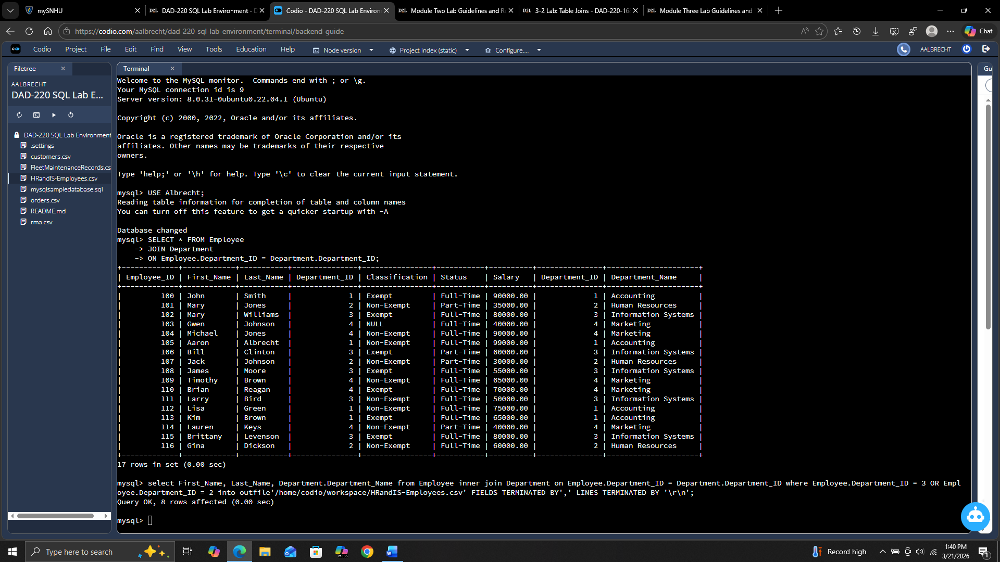 mySNHU
D2L DAD-220 SQL Lab Environment - D
Codio - DAD-220 SQL Lab Environ
D2L Module Two Lab Guidelines and R
D2L 3-2 Lab: Table Joins - DAD-220-16
D2L Module Three Lab Guidelines and
https://codio.com/aalbrecht/dad-220-sql-lab-environment/terminal/backend-guide
Chat
Codio Project File Edit Find View Tools Education Help Node version Project Index (static) Configure.... AALBRECHT
Filetree
Terminal
Gu
AALBRECHT
DAD-220 SQL Lab E...
DAD-220 SQL Lab Environment
.settings
customers.csv
FleetMaintenanceRecords.cs
HRandIS-Employees.csv
mysqlsampledatabase.sql
orders.csv
README.md
rma.csv
Welcome to the MySQL monitor.  Commands end with ; or \g.
Your MySQL connection id is 9
Server version: 8.0.31-0ubuntu0.22.04.1 (Ubuntu)
Copyright (c) 2000, 2022, Oracle and/or its affiliates.
Oracle is a registered trademark of Oracle Corporation and/or its
affiliates. Other names may be trademarks of their respective
owners.
Type 'help;' or '\h' for help. Type '\c' to clear the current input statement.
mysql> USE Albrecht;
Reading table information for completion of table and column names
You can turn off this feature to get a quicker startup with -A
Database changed
mysql> SELECT * FROM Employee
    -> JOIN Department
    -> ON Employee.Department_ID = Department.Department_ID;
| Employee_ID | First_Name | Last_Name | Department_ID | Classification | Status    | Salary   | Department_ID | Department_Name     |
|         100 | John       | Smith     |             1 | Exempt         | Full-Time | 90000.00 |             1 | Accounting          |
|         101 | Mary       | Jones     |             2 | Non-Exempt     | Part-Time | 35000.00 |             2 | Human Resources     |
|         102 | Mary       | Williams  |             3 | Exempt         | Full-Time | 80000.00 |             3 | Information Systems |
|         103 | Gwen       | Johnson   |             4 | NULL           | Full-Time | 40000.00 |             4 | Marketing           |
|         104 | Michael    | Jones     |             4 | Non-Exempt     | Full-Time | 90000.00 |             4 | Marketing           |
|         105 | Aaron      | Albrecht  |             1 | Non-Exempt     | Full-Time | 99000.00 |             1 | Accounting          |
|         106 | Bill       | Clinton   |             3 | Exempt         | Part-Time | 60000.00 |             3 | Information Systems |
|         107 | Jack       | Johnson   |             2 | Non-Exempt     | Part-Time | 30000.00 |             2 | Human Resources     |
|         108 | James      | Moore     |             3 | Exempt         | Full-Time | 55000.00 |             3 | Information Systems |
|         109 | Timothy    | Brown     |             4 | Non-Exempt     | Full-Time | 65000.00 |             4 | Marketing           |
|         110 | Brian      | Reagan    |             4 | Exempt         | Full-Time | 70000.00 |             4 | Marketing           |
|         111 | Larry      | Bird      |             3 | Non-Exempt     | Full-Time | 50000.00 |             3 | Information Systems |
|         112 | Lisa       | Green     |             1 | Non-Exempt     | Full-Time | 75000.00 |             1 | Accounting          |
|         113 | Kim        | Brown     |             1 | Exempt         | Full-Time | 65000.00 |             1 | Accounting          |
|         114 | Lauren     | Keys      |             4 | Non-Exempt     | Part-Time | 40000.00 |             4 | Marketing           |
|         115 | Brittany   | Levenson  |             3 | Exempt         | Full-Time | 80000.00 |             3 | Information Systems |
|         116 | Gina       | Dickson   |             2 | Non-Exempt     | Full-Time | 60000.00 |             2 | Human Resources     |
17 rows in set (0.00 sec)
mysql> select First_Name, Last_Name, Department.Department_Name from Employee inner join Department on Employee.Department_ID = Department.Department_ID where Employee.Department_ID = 3 OR Empl
oyee.Department_ID = 2 into outfile'/home/codio/workspace/HRandIS-Employees.csv' FIELDS TERMINATED BY',' LINES TERMINATED BY '\r\n';
Query OK, 8 rows affected (0.00 sec)
mysql>
Type here to search
M365
Record high
1:40 PM
3/21/2026
1